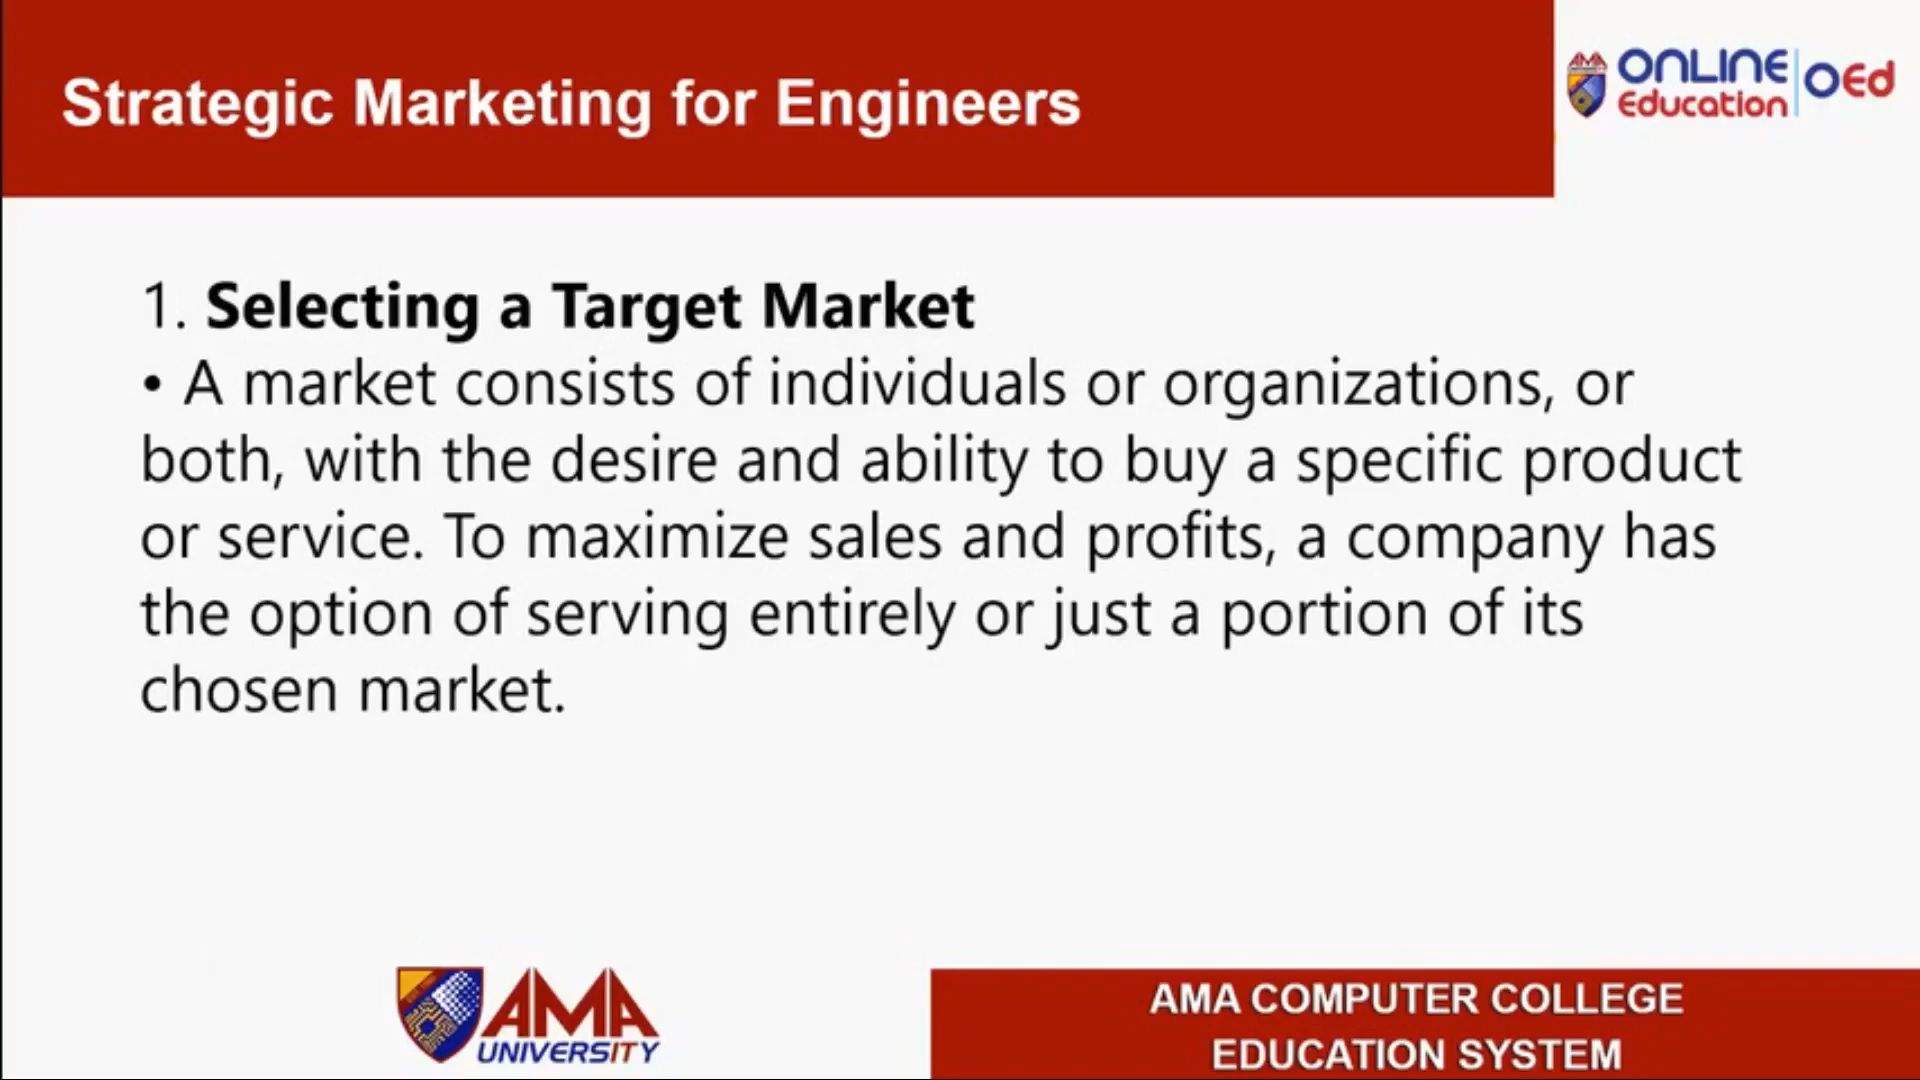 Strategic Marketing for Engineers
AMA
ONLINE
Education
OEd
1. Selecting a Target Market
• A market consists of individuals or organizations, or
both, with the desire and ability to buy a specific product
or service. To maximize sales and profits, a company has
the option of serving entirely or just a portion of its
chosen market.
AMA
UNIVERSITY
AMA COMPUTER COLLEGE
EDUCATION SYSTEM